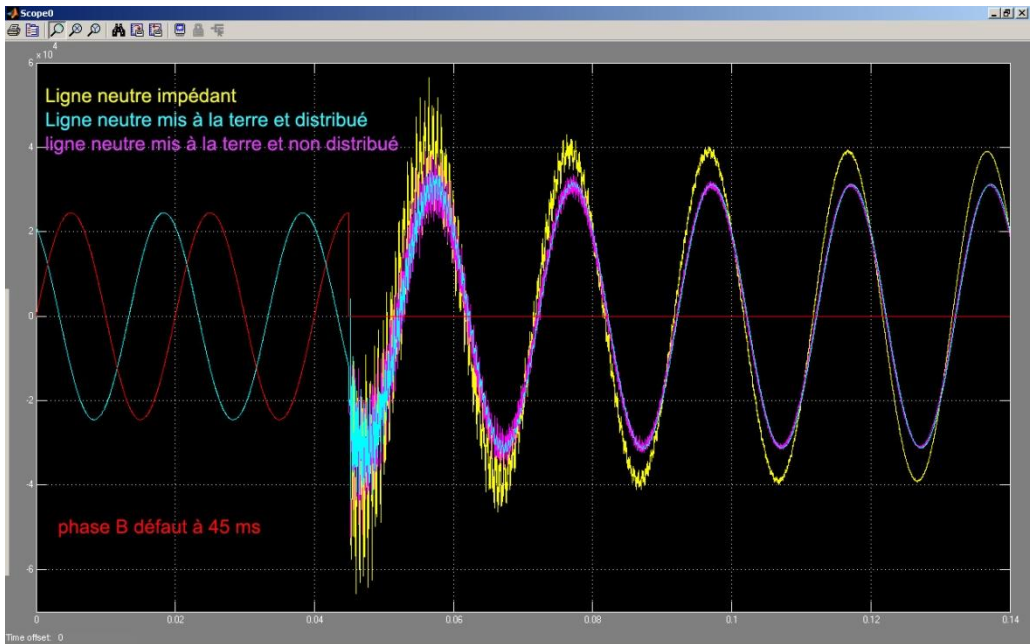 Scope0
×10
4
6
Ligne neutre impédant
Ligne neutre mis à la terre et distribué
ligne neutre mis à la terre et non distribué
4
2
0
-2
-4
phase B défaut à 45 ms
-6
0 0.02 0.04 0.06 0.08 0.1 0.12 0.14
Time offset: 0